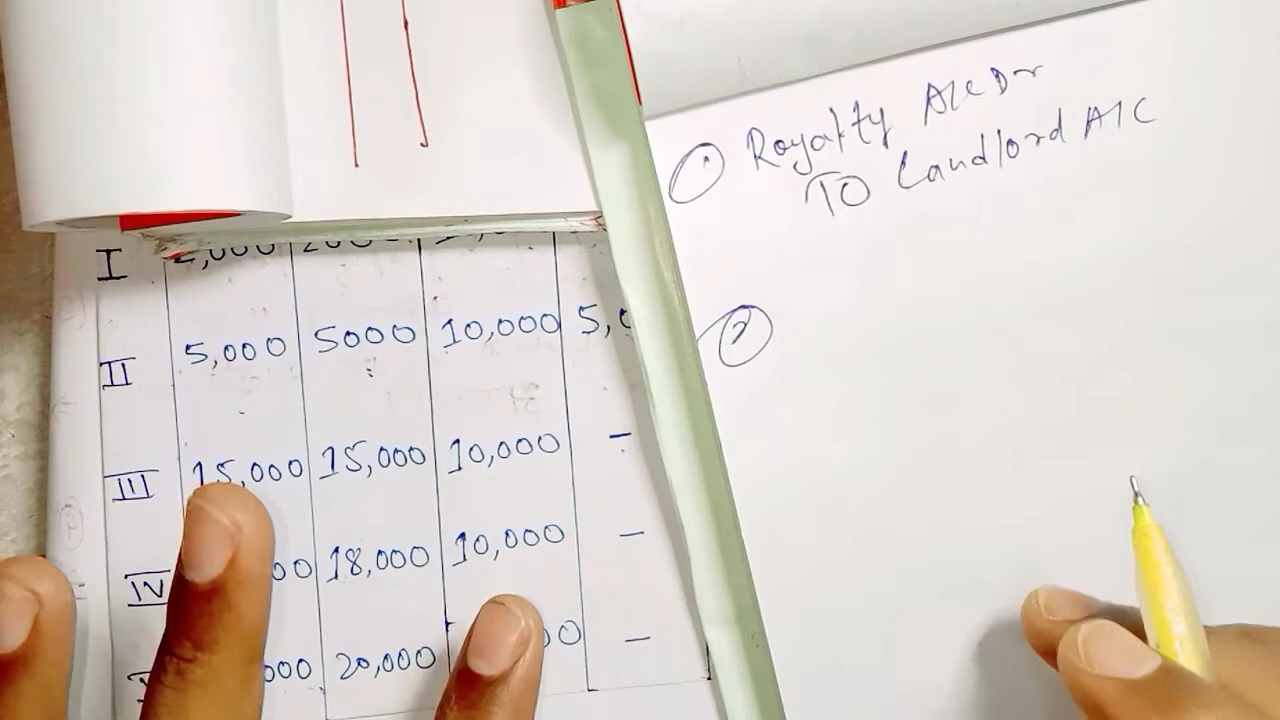 I
II 5,000 5000 10,000
III 15,000 15,000 10,000 -
IV 18,000 10,000 -
20,000 -
① Royalty A/C Dr
TO Landlord A/C
②